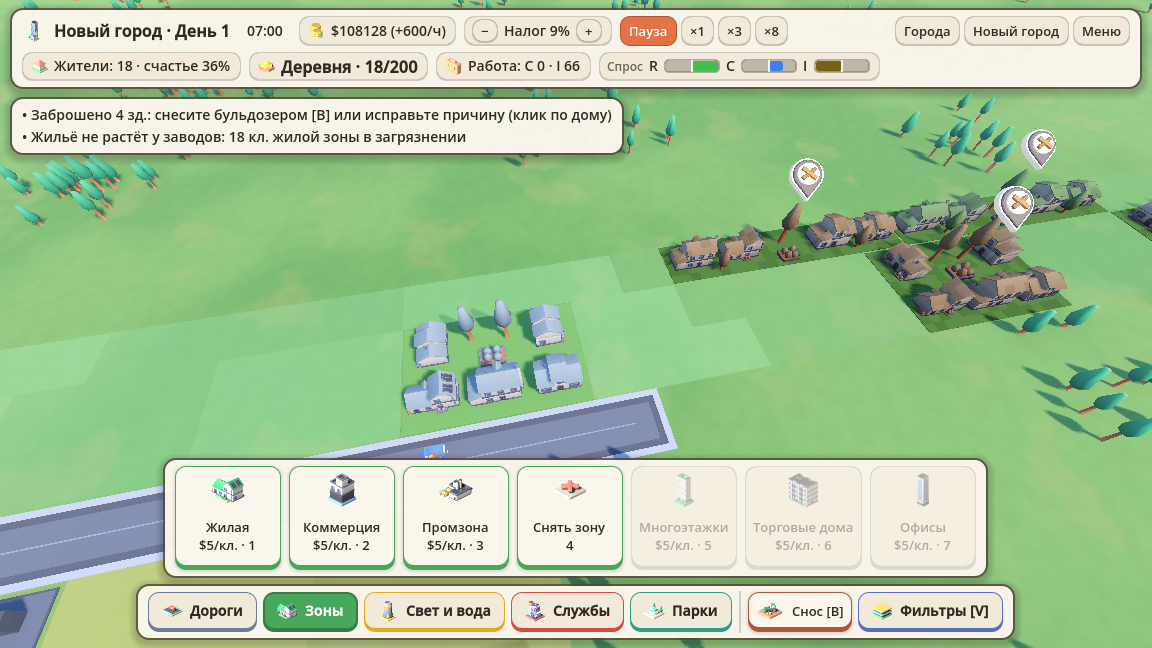 Новый город · День 1
07:00
$108128 (+600/ч)
− Налог 9% +
Пауза
×1
×3
×8
Города
Новый город
Меню
Жители: 18 · счастье 36%
Деревня · 18/200
Работа: С 0 · I 66
Спрос R C I
• Заброшено 4 зд.: снесите бульдозером [B] или исправьте причину (клик по дому)
• Жильё не растёт у заводов: 18 кл. жилой зоны в загрязнении
Жилая
$5/кл. · 1
Коммерция
$5/кл. · 2
Промзона
$5/кл. · 3
Снять зону
4
Многоэтажки
$5/кл. · 5
Торговые дома
$5/кл. · 6
Офисы
$5/кл. · 7
Дороги
Зоны
Свет и вода
Службы
Парки
Снос [B]
Фильтры [V]